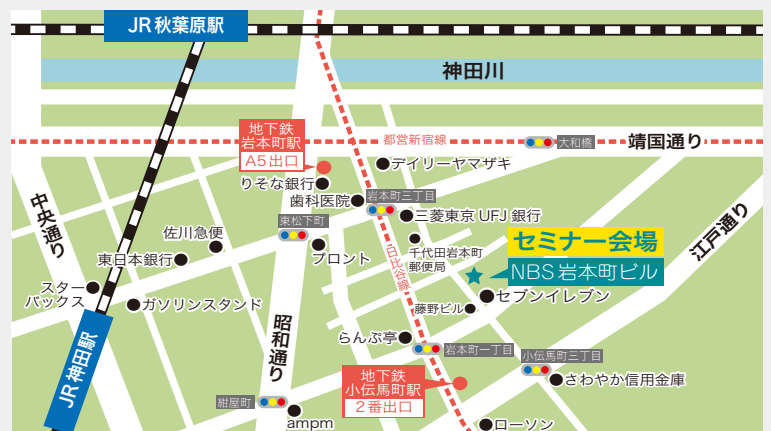 JR秋葉原駅
神田川
地下鉄
岩本町駅
A5出口
都営新宿線
大和橋
靖国通り
デイリーヤマザキ
りそな銀行
歯科医院
岩本町三丁目
三菱東京UFJ銀行
中央通り
江戸通り
東松下町
佐川急便
東日本銀行
プロント
日比谷線
千代田岩本町
郵便局
セミナー会場
NBS岩本町ビル
スター
バックス
ガソリンスタンド
セブンイレブン
藤野ビル
昭和通り
らんぷ亭
岩本町一丁目
小伝馬町三丁目
JR神田駅
地下鉄
小伝馬町駅
2番出口
さわやか信用金庫
紺屋町
ampm
ローソン